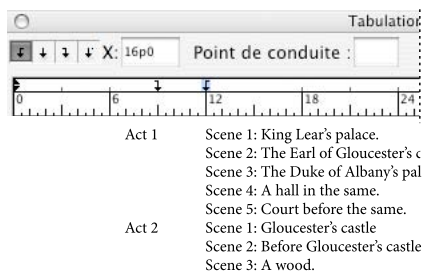 Tabulation
X: 16p0 Point de conduite :
0 6 12 18 24
Act 1 Scene 1: King Lear's palace.
Scene 2: The Earl of Gloucester's c
Scene 3: The Duke of Albany's pal
Scene 4: A hall in the same.
Scene 5: Court before the same.
Act 2 Scene 1: Gloucester's castle
Scene 2: Before Gloucester's castle
Scene 3: A wood.